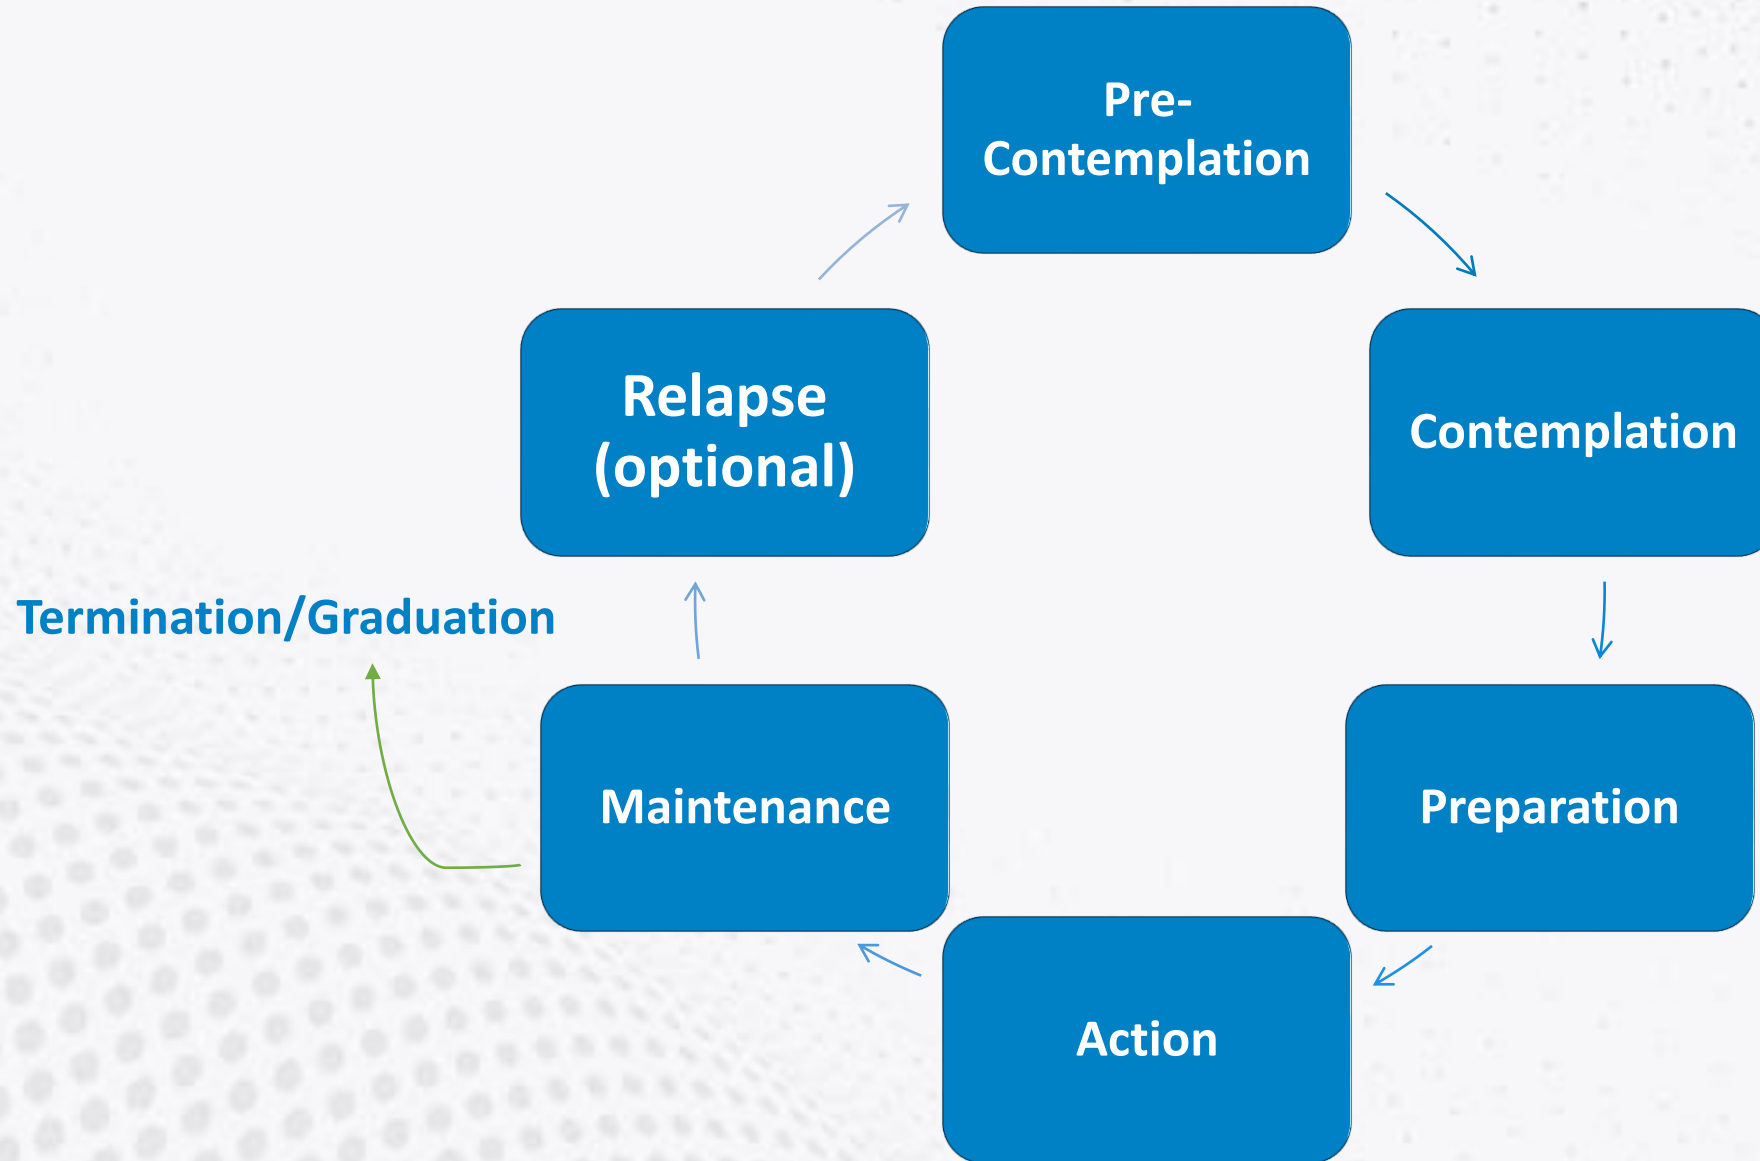 Pre-
Contemplation
Contemplation
Preparation
Action
Maintenance
Relapse
(optional)
Termination/Graduation